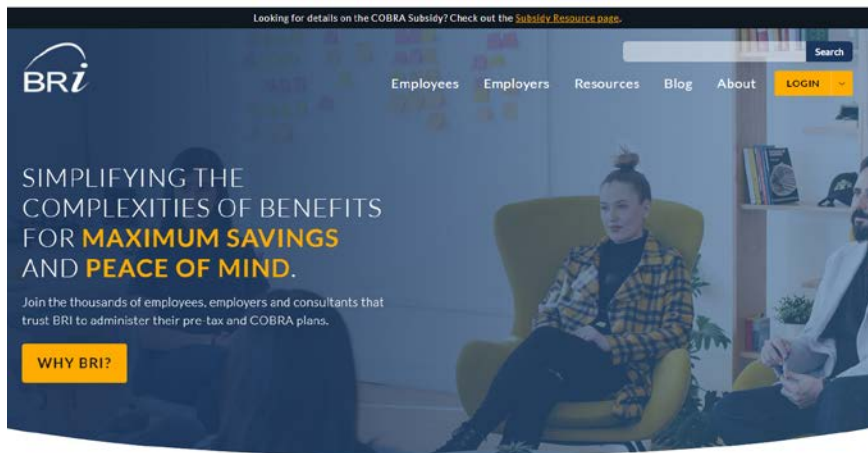 Looking for details on the COBRA Subsidy? Check out the Subsidy Resource page.
Search
BRi
Employees Employers Resources Blog About LOGIN
SIMPLIFYING THE
COMPLEXITIES OF BENEFITS
FOR MAXIMUM SAVINGS
AND PEACE OF MIND.
Join the thousands of employees, employers and consultants that
trust BRI to administer their pre-tax and COBRA plans.
WHY BRI?